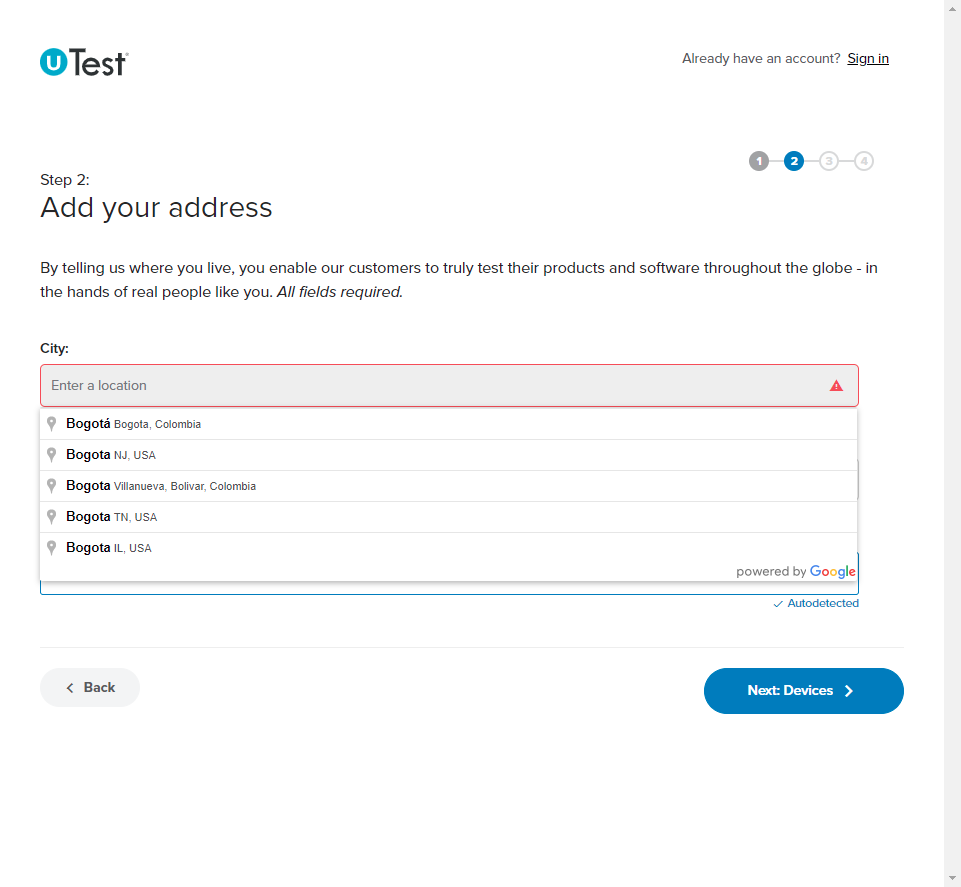 uTest
Already have an account? Sign in
1 2 3 4
Step 2:
Add your address
By telling us where you live, you enable our customers to truly test their products and software throughout the globe - in
the hands of real people like you. All fields required.
City:
Enter a location
Bogotá Bogota, Colombia
Bogota NJ, USA
Bogota Villanueva, Bolivar, Colombia
Bogota TN, USA
Bogota IL, USA
powered by Google
Autodetected
Back
Next: Devices